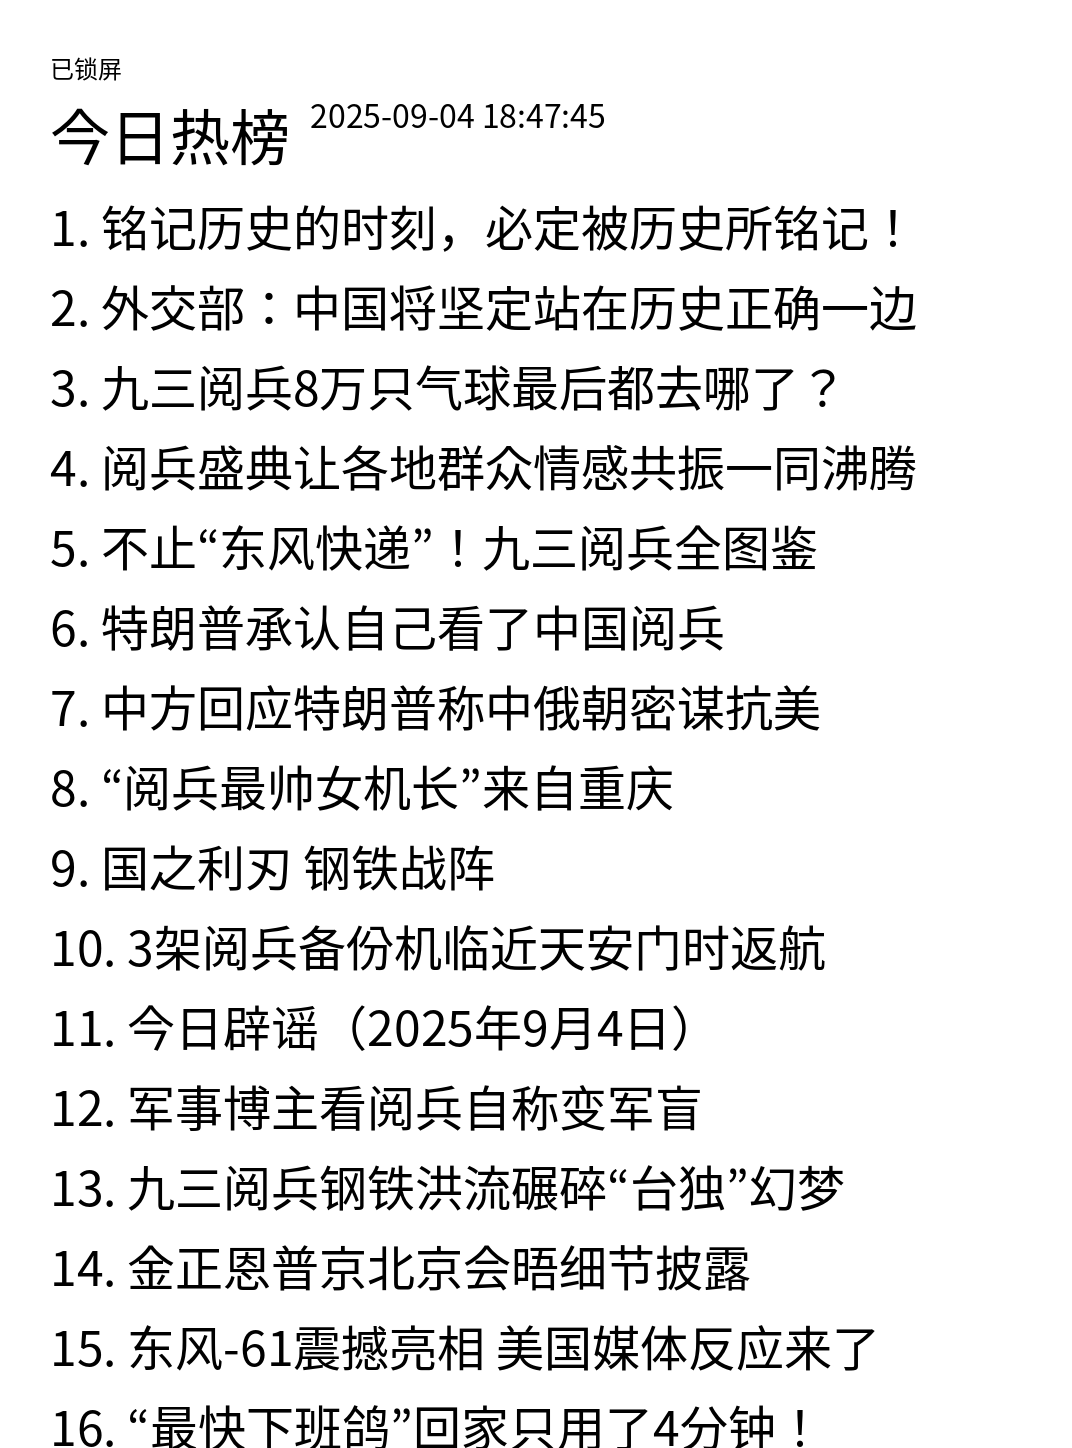 已锁屏
今日热榜 2025-09-04 18:47:45
1. 铭记历史的时刻，必定被历史所铭记！
2. 外交部：中国将坚定站在历史正确一边
3. 九三阅兵8万只气球最后都去哪了？
4. 阅兵盛典让各地群众情感共振一同沸腾
5. 不止“东风快递”！九三阅兵全图鉴
6. 特朗普承认自己看了中国阅兵
7. 中方回应特朗普称中俄朝密谋抗美
8. “阅兵最帅女机长”来自重庆
9. 国之利刃 钢铁战阵
10. 3架阅兵备份机临近天安门时返航
11. 今日辟谣（2025年9月4日）
12. 军事博主看阅兵自称变军盲
13. 九三阅兵钢铁洪流碾碎“台独”幻梦
14. 金正恩普京北京会晤细节披露
15. 东风-61震撼亮相 美国媒体反应来了
16. “最快下班鸽”回家只用了4分钟！